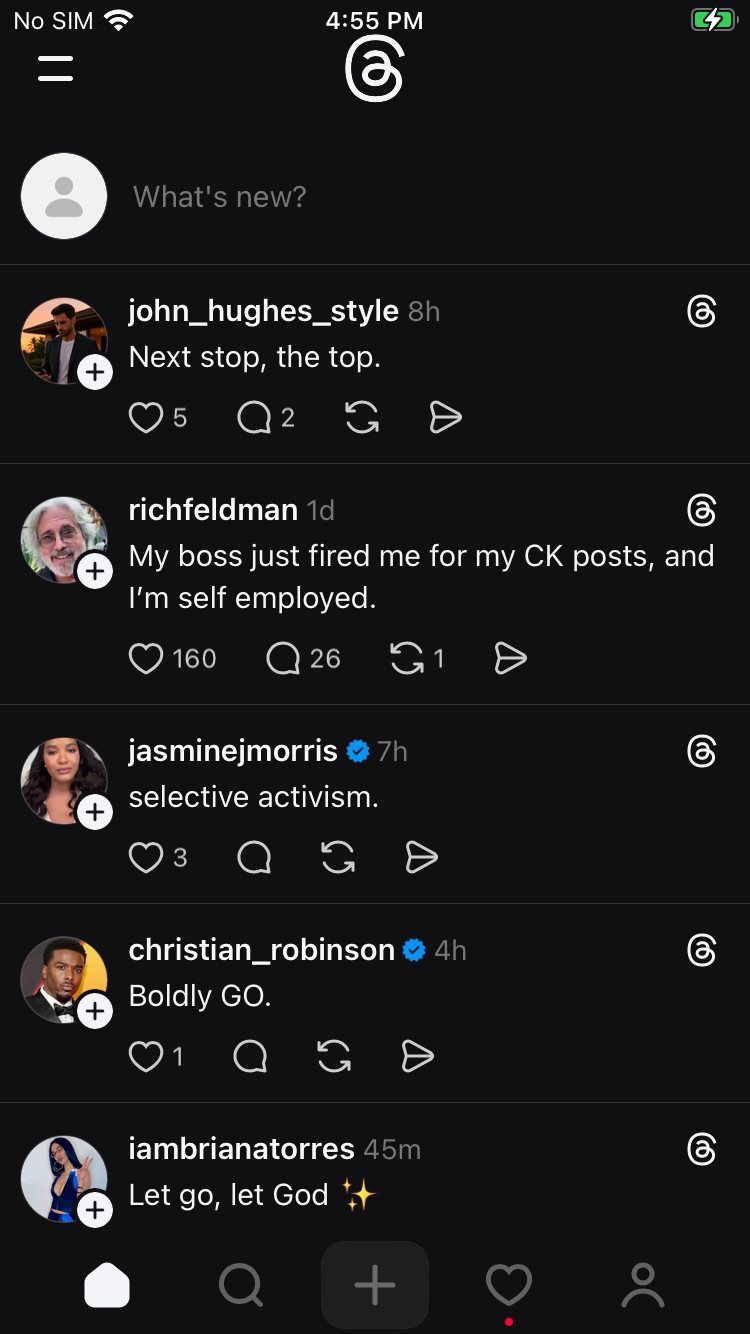 No SIM 4:55 PM
What's new?
john_hughes_style 8h
Next stop, the top.
5 2
richfeldman 1d
My boss just fired me for my CK posts, and
I’m self employed.
160 26 1
jasminejmorris 7h
selective activism.
3
christian_robinson 4h
Boldly GO.
1
iambrianatorres 45m
Let go, let God ✨